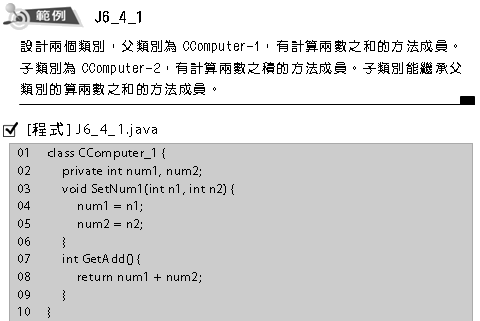 範例 J6_4_1
設計兩個類別，父類別為 CComputer-1，有計算兩數之和的方法成員。
子類別為 CComputer-2，有計算兩數之積的方法成員。子類別能繼承父
類別的算兩數之和的方法成員。
[程式] J6_4_1.java
01 class CComputer_1 {
02 private int num1, num2;
03 void SetNum1(int n1, int n2) {
04 num1 = n1;
05 num2 = n2;
06 }
07 int GetAdd() {
08 return num1 + num2;
09 }
10 }